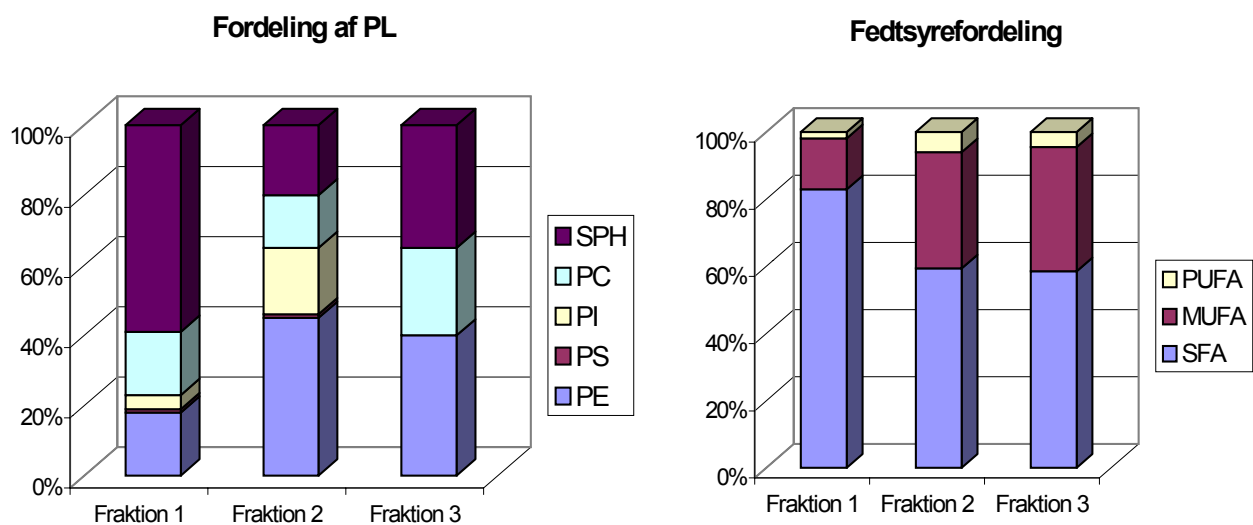 Fordeling af PL
100%
80%
60%
40%
20%
0%
Fraktion 1 Fraktion 2 Fraktion 3
SPH
PC
PI
PS
PE
Fedtsyrefordeling
100%
80%
60%
40%
20%
0%
Fraktion 1 Fraktion 2 Fraktion 3
PUFA
MUFA
SFA